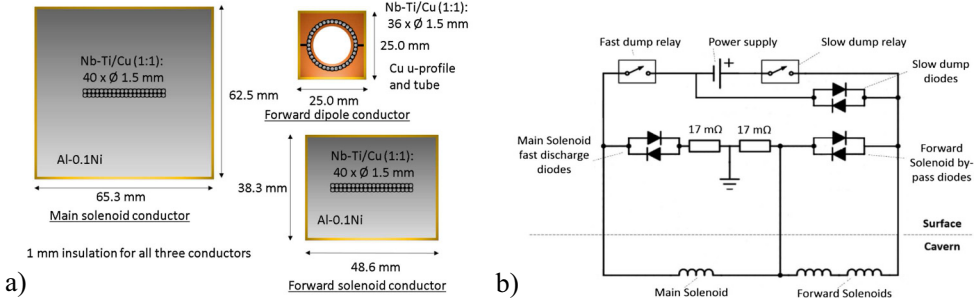 Nb-Ti/Cu (1:1):
40 x Ø 1.5 mm
62.5 mm
Al-0.1Ni
65.3 mm
Main solenoid conductor
1 mm insulation for all three conductors
a)
Nb-Ti/Cu (1:1):
36 x Ø 1.5 mm
25.0 mm
Cu u-profile
and tube
25.0 mm
Forward dipole conductor
Nb-Ti/Cu (1:1):
40 x Ø 1.5 mm
38.3 mm
Al-0.1Ni
48.6 mm
Forward solenoid conductor
b)
Fast dump relay
Power supply
Slow dump relay
+
Slow dump
diodes
Main Solenoid
fast discharge
diodes
17 mΩ
17 mΩ
Forward
Solenoid by-
pass diodes
Surface
Cavern
Main Solenoid
Forward Solenoids